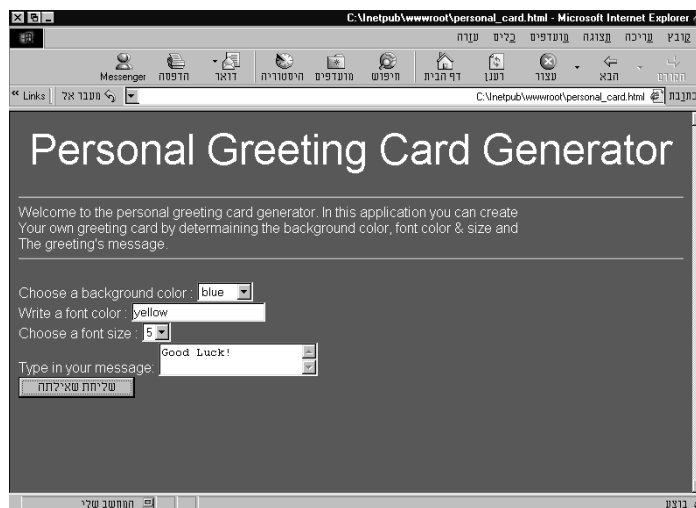 C:\Inetpub\wwwroot\personal_card.html - Microsoft Internet Explorer
קובץ עריכה תצוגה מועדפים כלים עזרה
הקודם הבא עצור רענן דף הבית חיפוש מועדפים היסטוריה דואר הדפסה Messenger
כתובת C:\Inetpub\wwwroot\personal_card.html מעבר אל Links
Personal Greeting Card Generator
Welcome to the personal greeting card generator. In this application you can create
Your own greeting card by determaining the background color, font color & size and
The greeting's message.
Choose a background color : blue
Write a font color : yellow
Choose a font size : 5
Good Luck!
Type in your message:
שליחת שאילתה
בוצע המחשב שלי